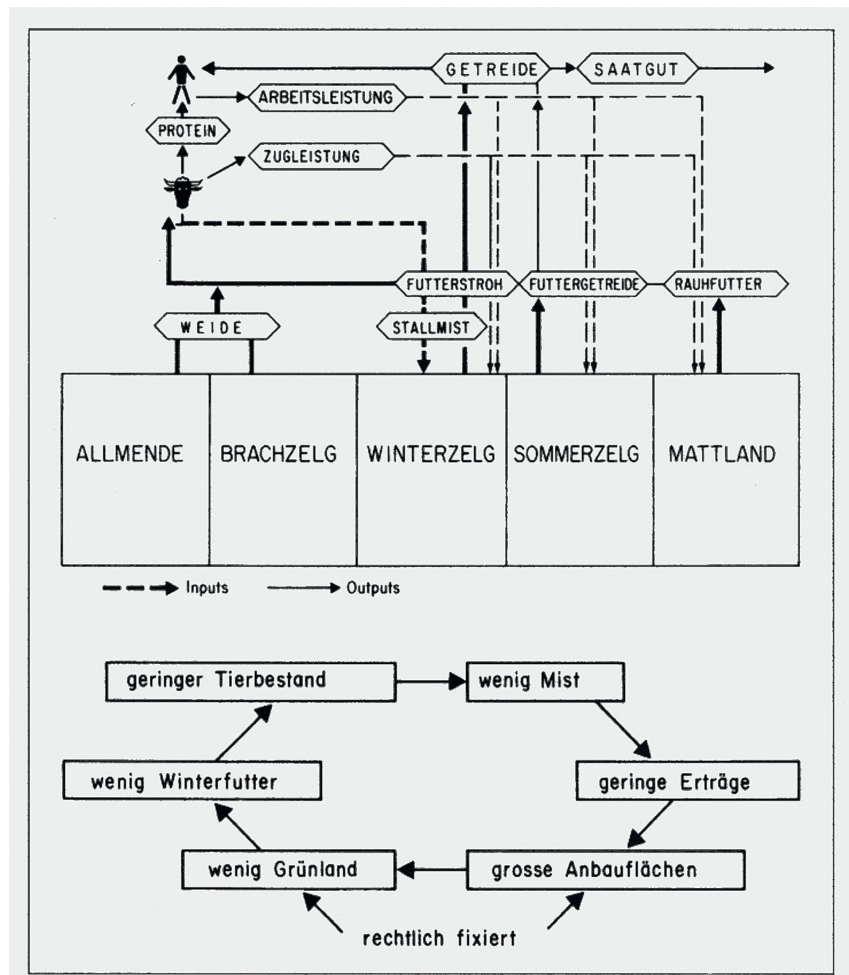 GETREIDE
SAATGUT
ARBEITSLEISTUNG
PROTEIN
ZUGLEISTUNG
FUTTERSTROH
FUTTERGETREIDE
RAUHFUTTER
WEIDE
STALLMIST
ALLMENDE
BRACHZELG
WINTERZELG
SOMMERZELG
MATTLAND
Inputs
Outputs
geringer Tierbestand
wenig Mist
wenig Winterfutter
geringe Erträge
wenig Grünland
grosse Anbauflächen
rechtlich fixiert